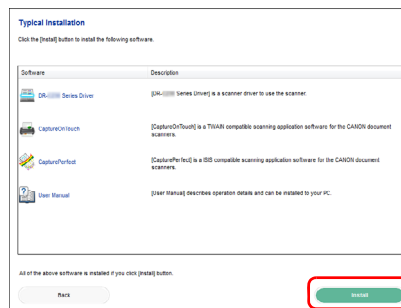 Typical Installation
Click the [Install] button to install the following software.
Software Description
DR- Series Driver [DR- Series Driver] is a scanner driver to use the scanner.
CaptureOnTouch [CaptureOnTouch] is a TWAIN compatible scanning application software for the CANON document
scanners.
CapturePerfect [CapturePerfect] is a ISIS compatible scanning application software for the CANON document
scanners.
User Manual [User Manual] describes operation details and can be installed to your PC.
All of the above software is installed if you click [Install] button.
Back Install